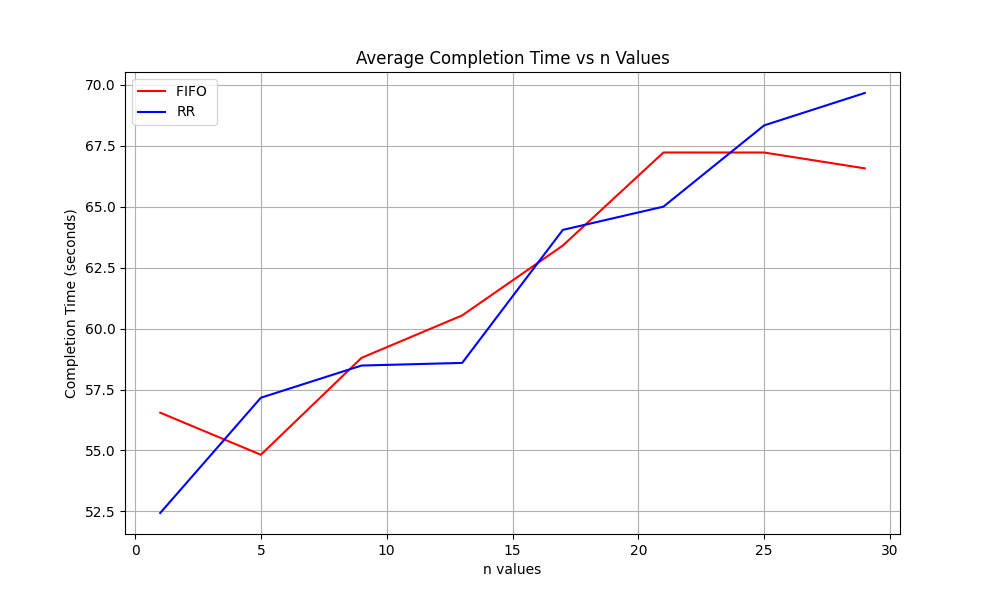 Average Completion Time vs n Values
FIFO
RR
Completion Time (seconds)
70.0
67.5
65.0
62.5
60.0
57.5
55.0
52.5
0 5 10 15 20 25 30
n values